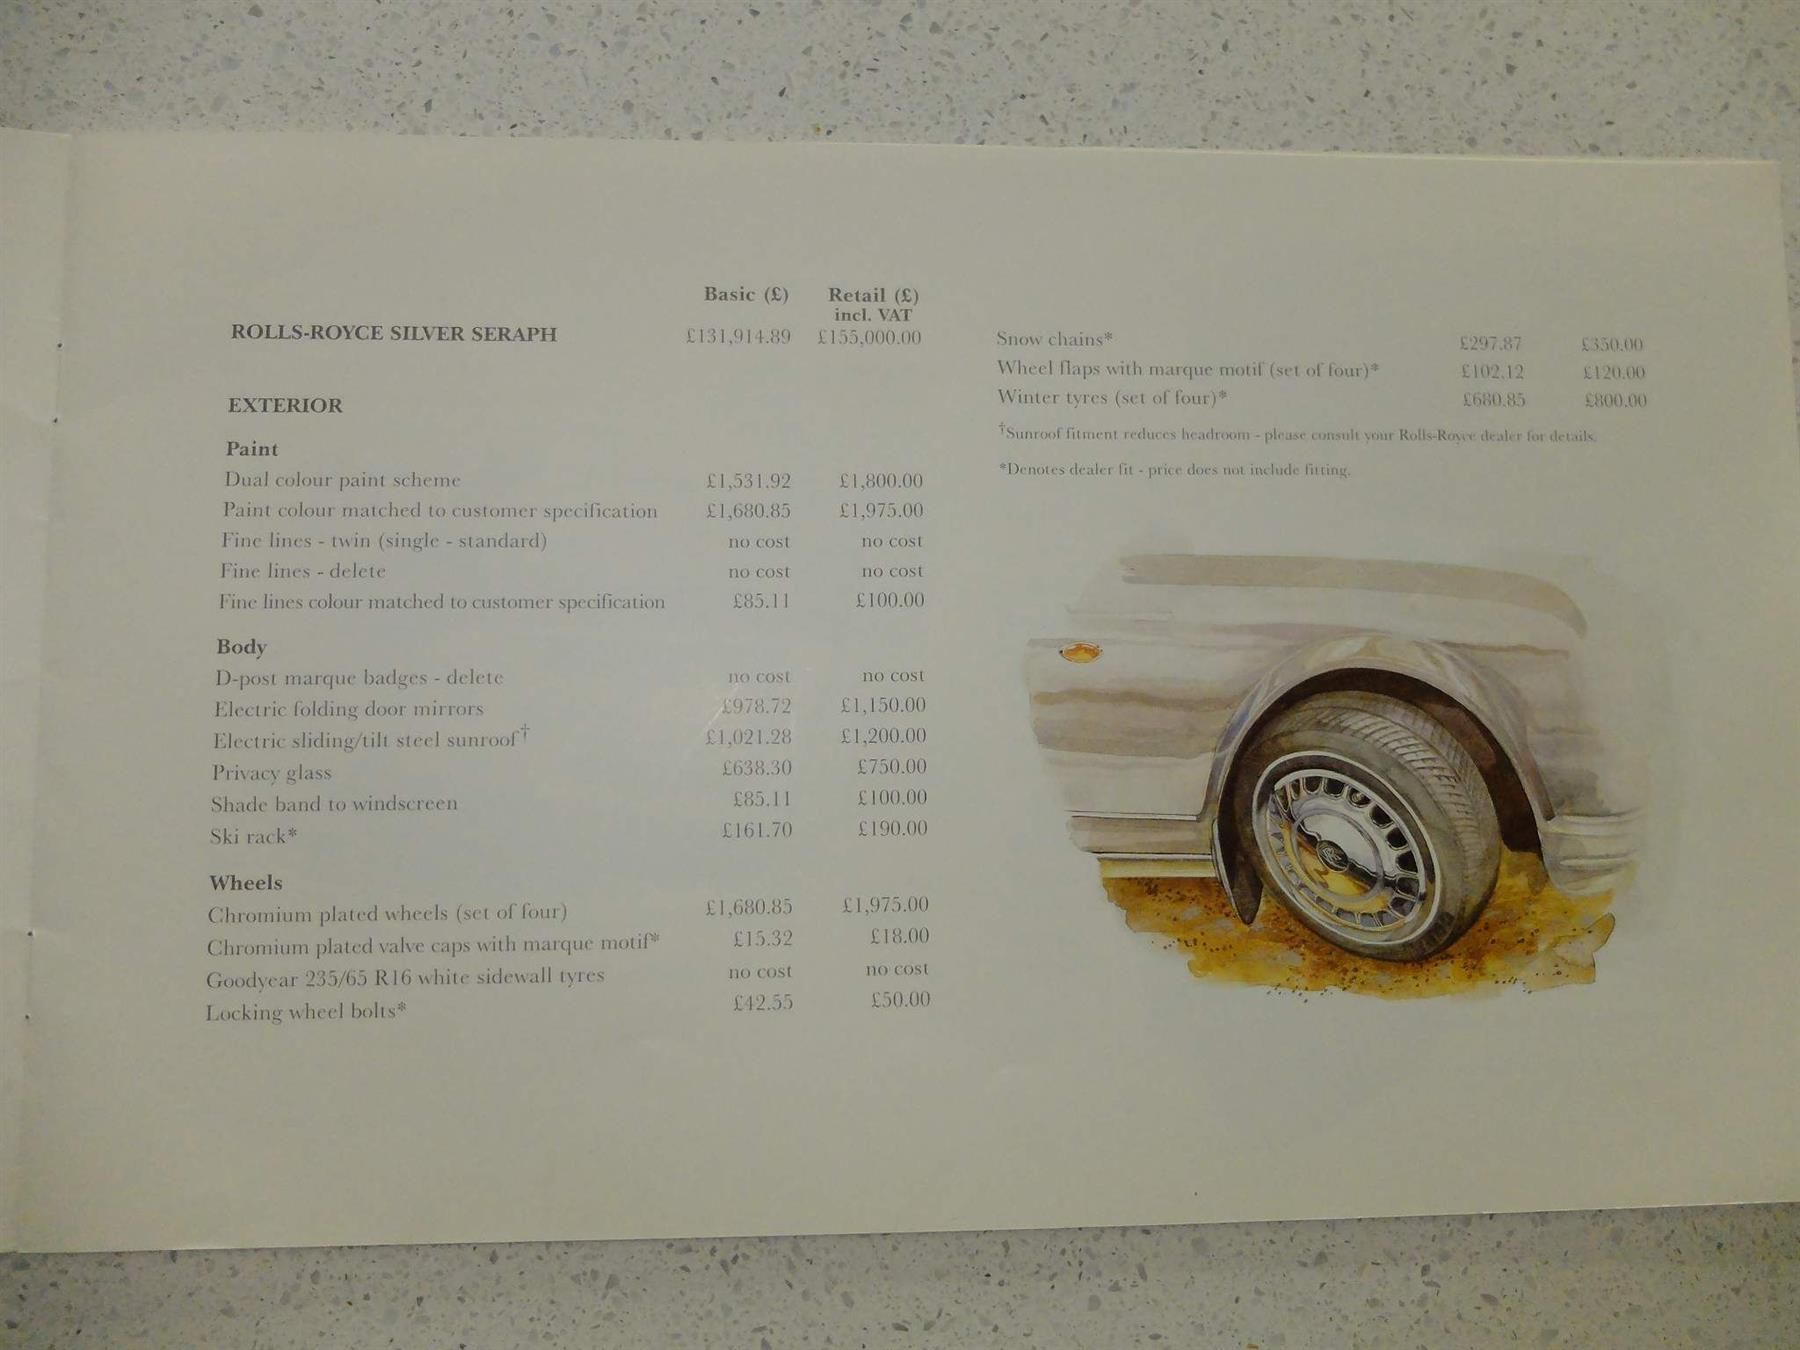 Basic (£) Retail (£)
incl. VAT
ROLLS-ROYCE SILVER SERAPH £131,914.89 £155,000.00
EXTERIOR
Paint
Dual colour paint scheme £1,531.92 £1,800.00
Paint colour matched to customer specification £1,680.85 £1,975.00
Fine lines - twin (single - standard) no cost no cost
Fine lines - delete no cost no cost
Fine lines colour matched to customer specification £85.11 £100.00
Body
D-post marque badges - delete no cost no cost
Electric folding door mirrors £978.72 £1,150.00
Electric sliding/tilt steel sunroof† £1,021.28 £1,200.00
Privacy glass £638.30 £750.00
Shade band to windscreen £85.11 £100.00
Ski rack* £161.70 £190.00
Wheels
Chromium plated wheels (set of four) £1,680.85 £1,975.00
Chromium plated valve caps with marque motif* £15.32 £18.00
Goodyear 235/65 R16 white sidewall tyres no cost no cost
Locking wheel bolts* £42.55 £50.00
Snow chains* £297.87 £350.00
Wheel flaps with marque motif (set of four)* £102.12 £120.00
Winter tyres (set of four)* £680.85 £800.00
†Sunroof fitment reduces headroom - please consult your Rolls-Royce dealer for details.
*Denotes dealer fit - price does not include fitting.